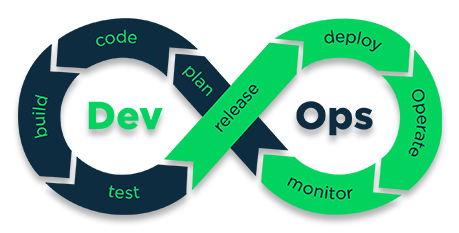 code
plan
build
Dev
test
release
deploy
Ops
Operate
monitor